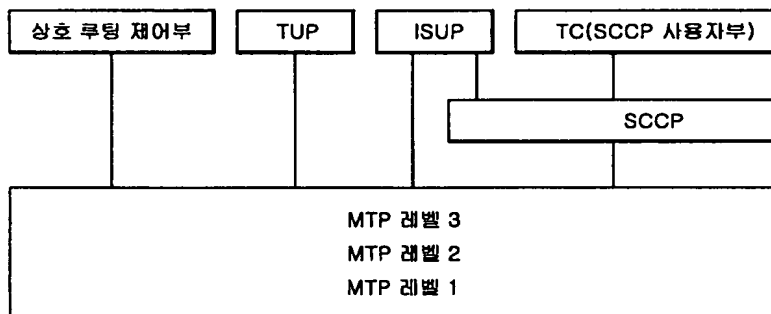 상호 루팅 제어부
TUP
ISUP
TC(SCCP 사용자부)
SCCP
MTP 레벨 3
MTP 레벨 2
MTP 레벨 1